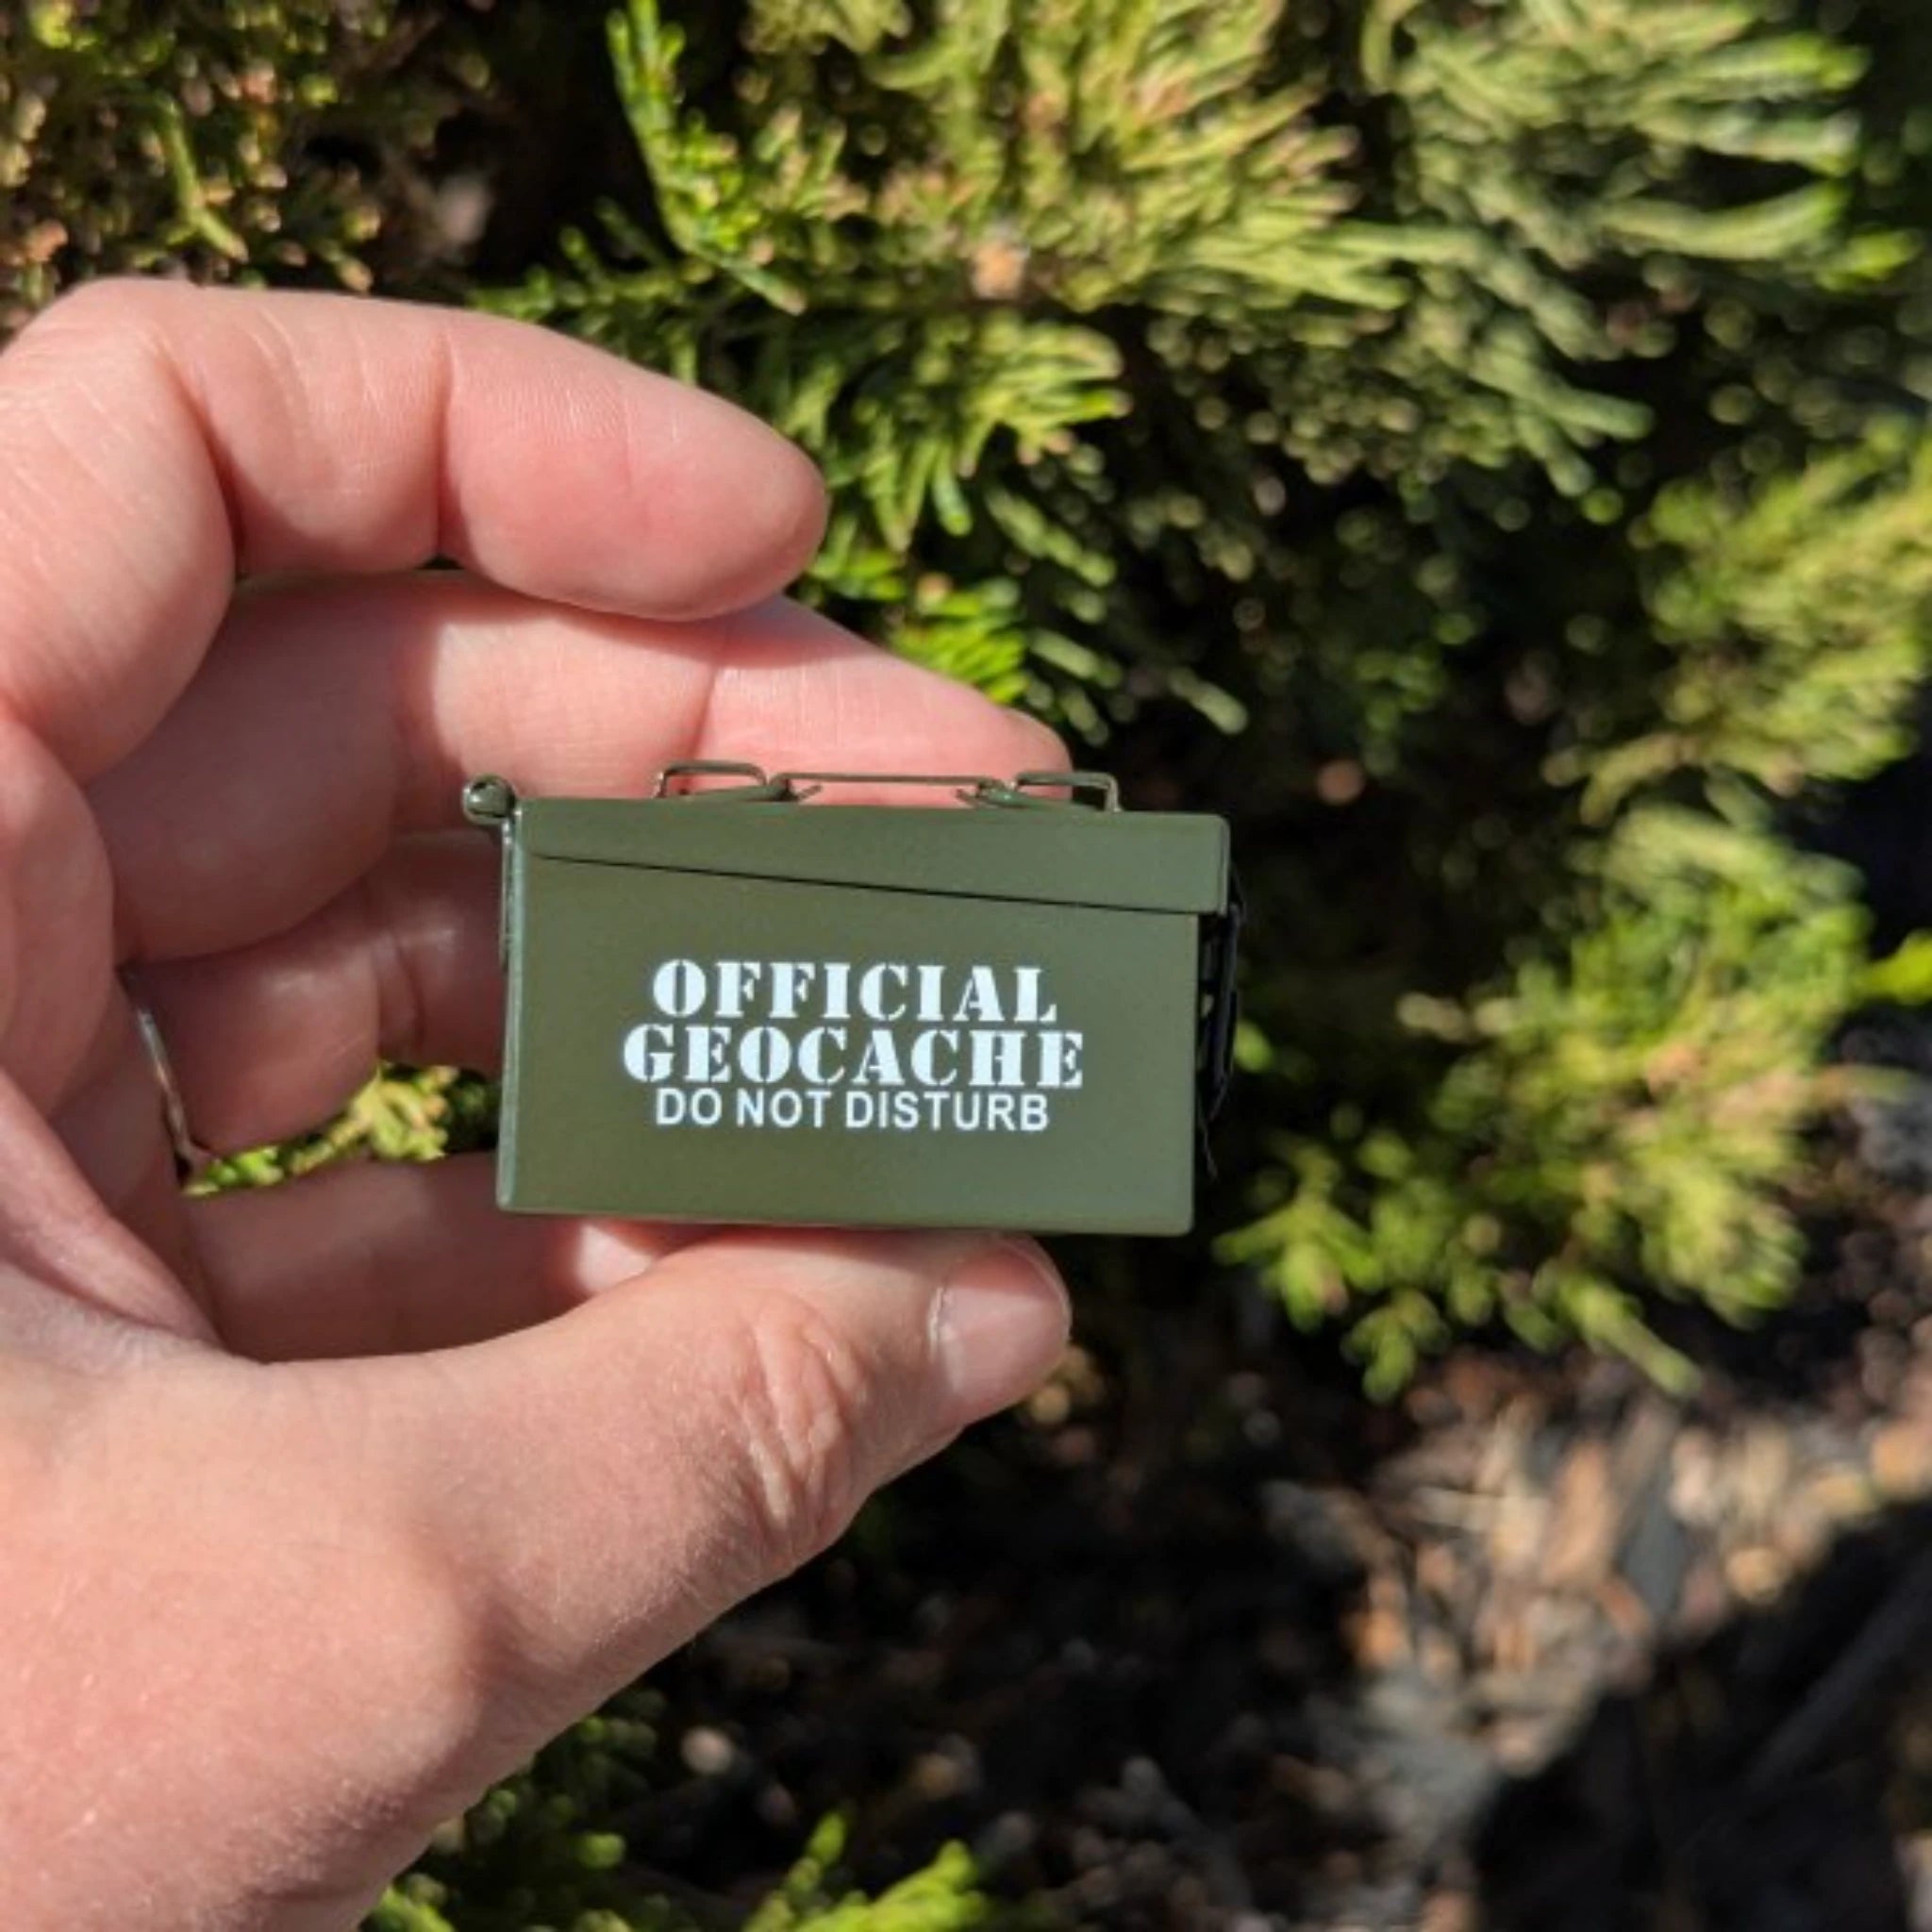 OFFICIAL
GEOCACHE
DO NOT DISTURB